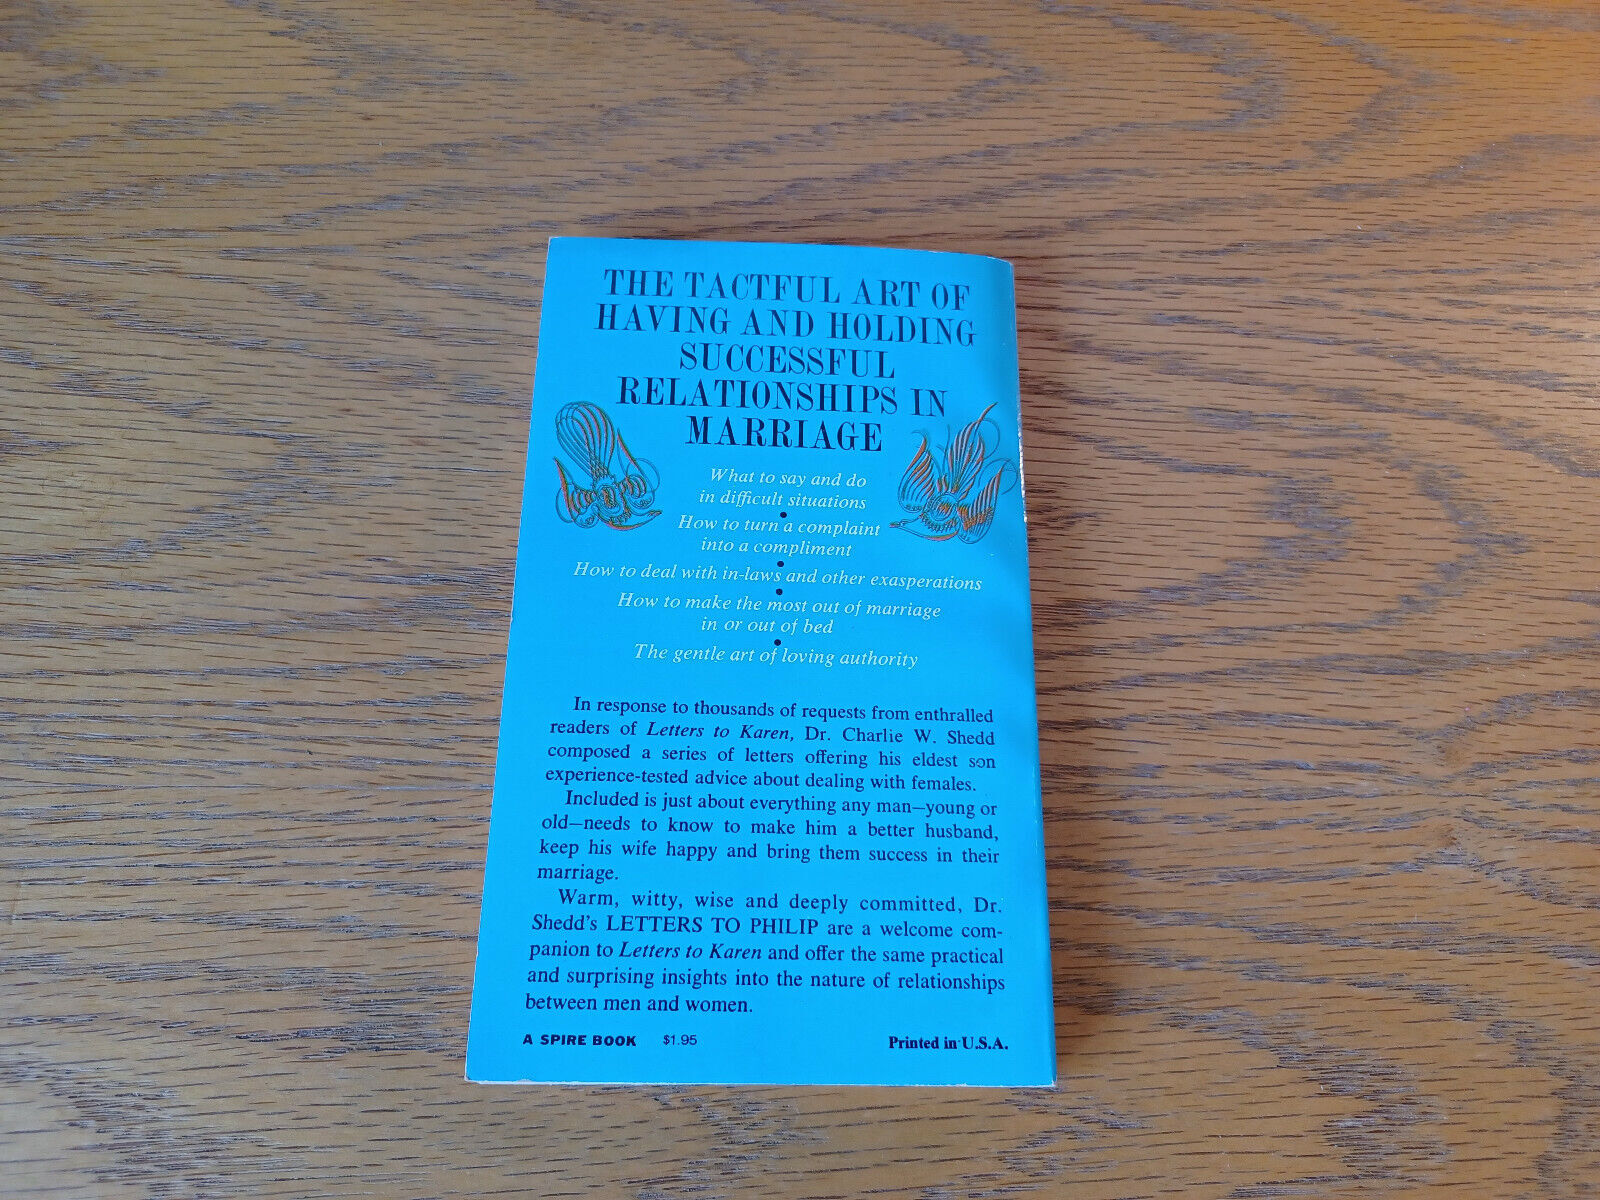 THE TACTFUL ART OF
HAVING AND HOLDING
SUCCESSFUL
RELATIONSHIPS IN
MARRIAGE
What to say and do
in difficult situations
•
How to turn a complaint
into a compliment
•
How to deal with in-laws and other exasperations
•
How to make the most out of marriage
in or out of bed
•
The gentle art of loving authority
In response to thousands of requests from enthralled
readers of Letters to Karen, Dr. Charlie W. Shedd
composed a series of letters offering his eldest son
experience-tested advice about dealing with females.
Included is just about everything any man—young or
old—needs to know to make him a better husband,
keep his wife happy and bring them success in their
marriage.
Warm, witty, wise and deeply committed, Dr.
Shedd's LETTERS TO PHILIP are a welcome com-
panion to Letters to Karen and offer the same practical
and surprising insights into the nature of relationships
between men and women.
A SPIRE BOOK $1.95 Printed in U.S.A.